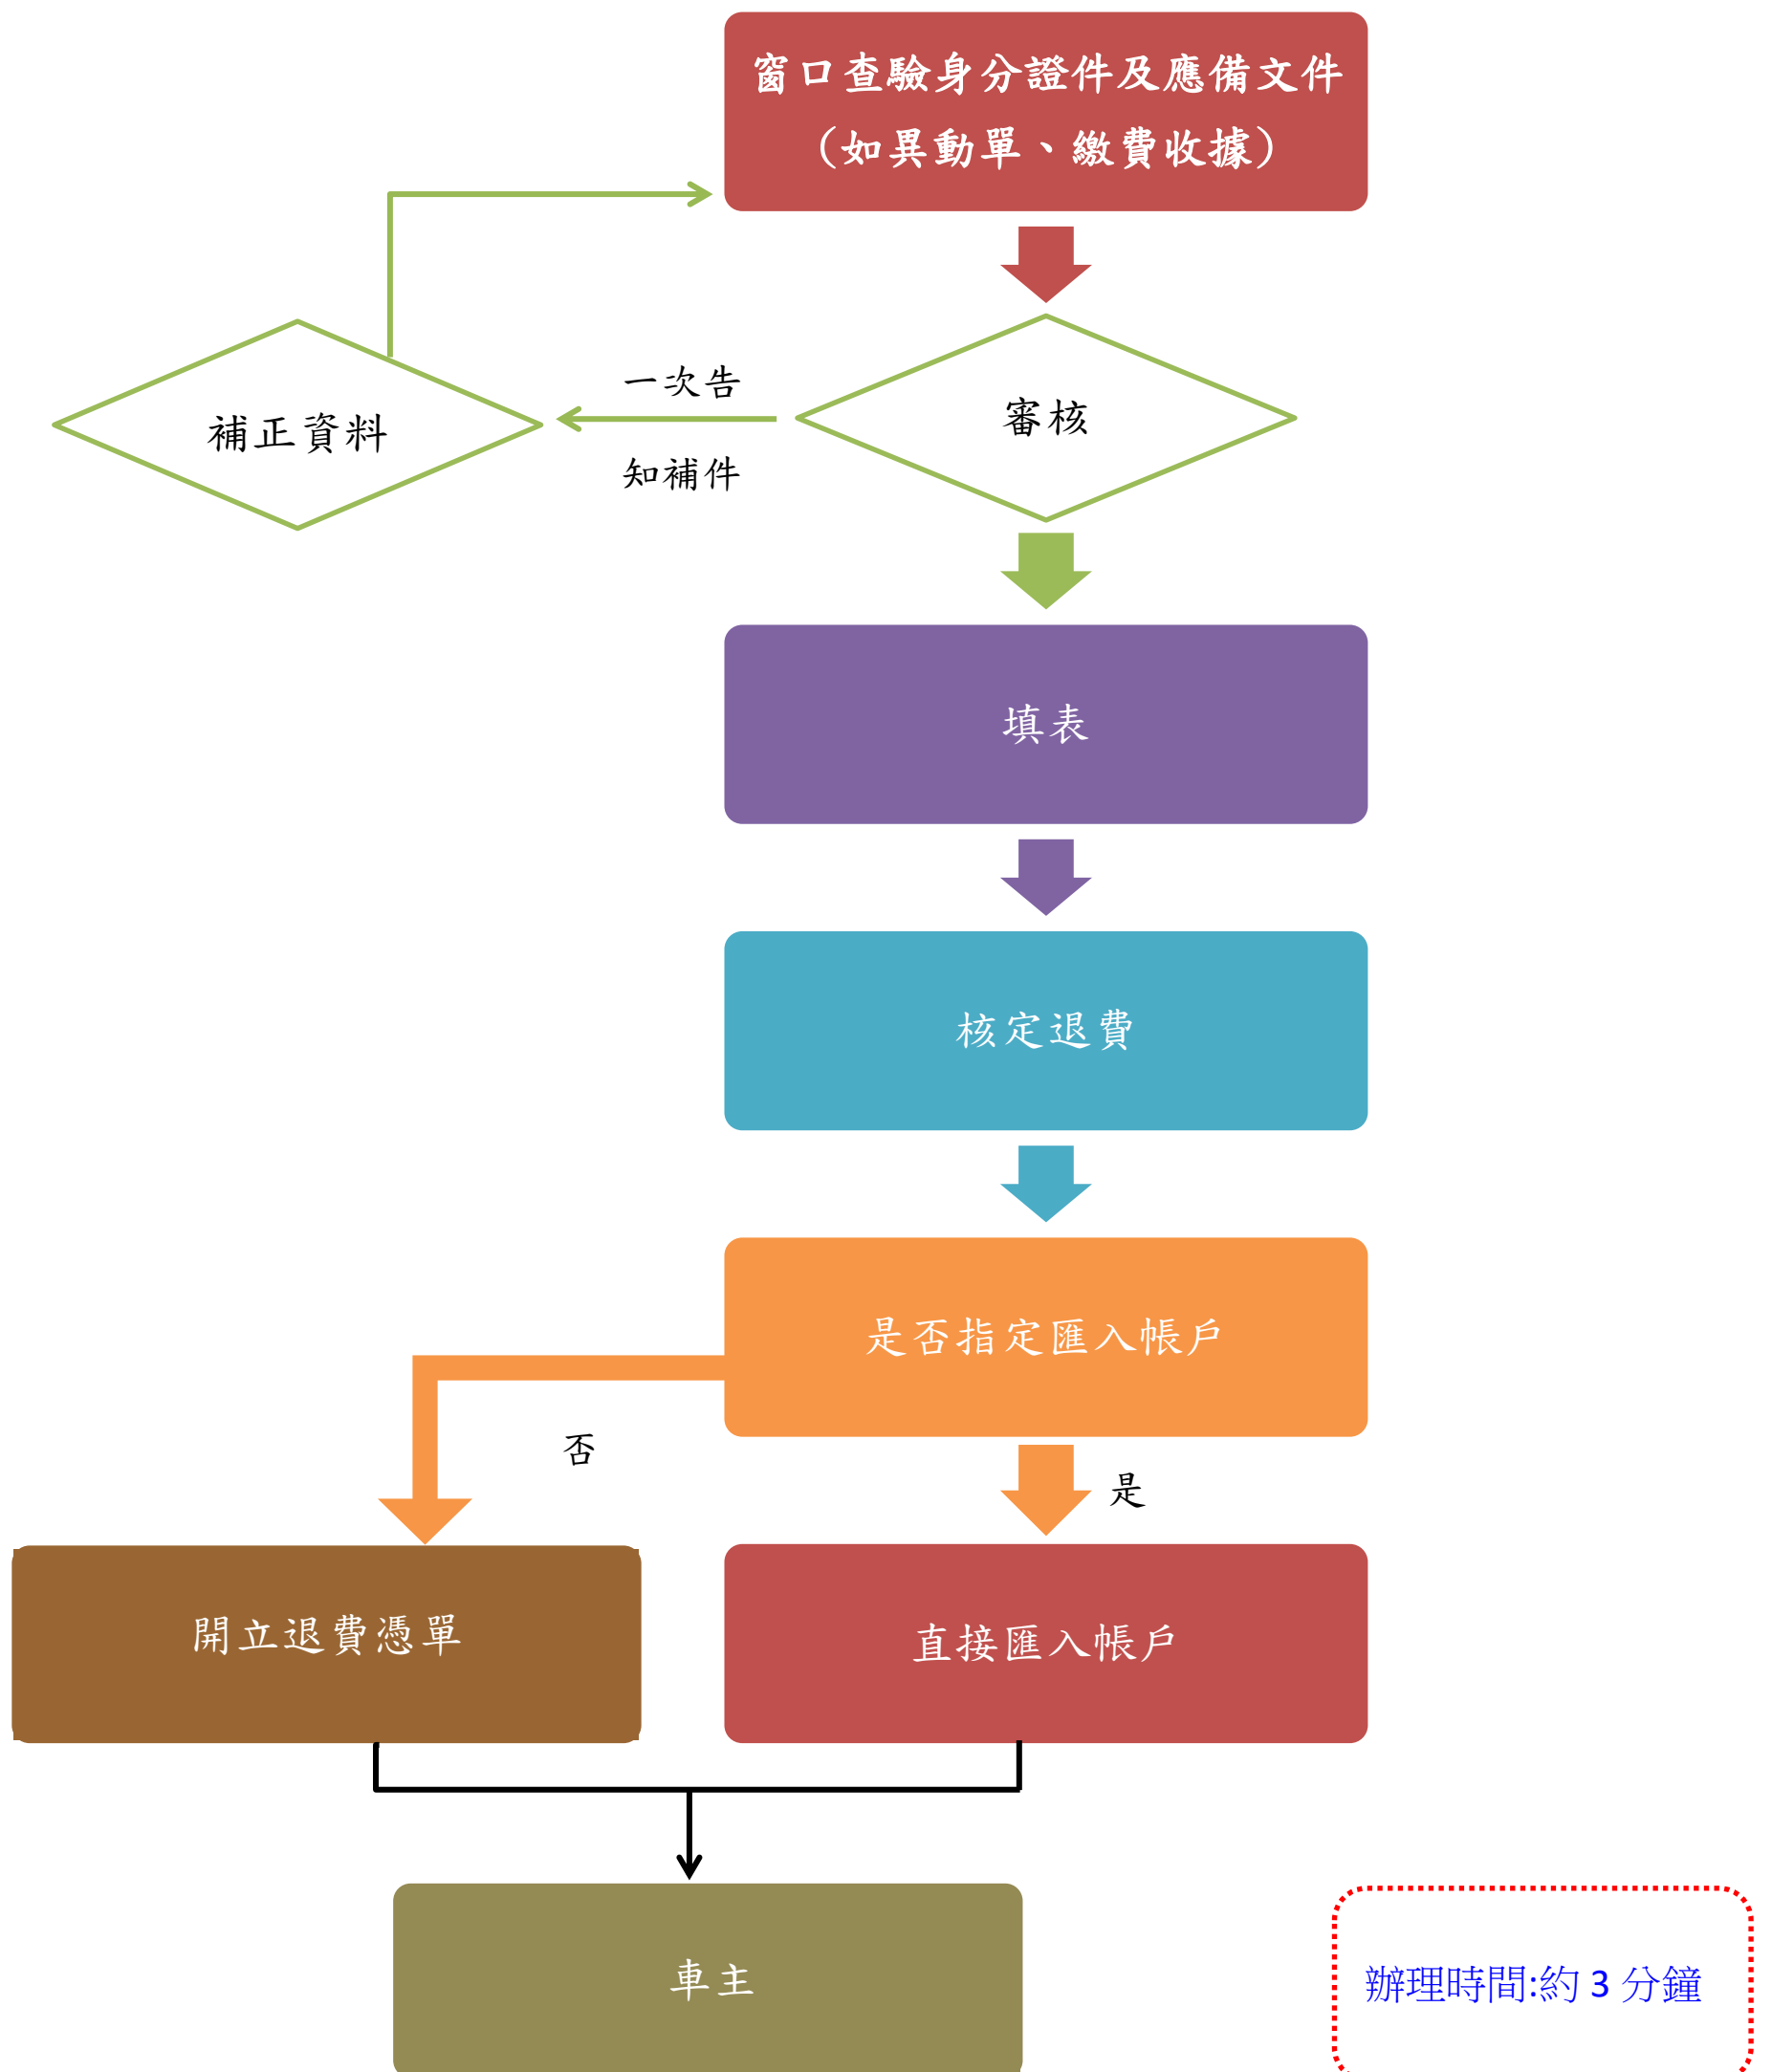 窗口查驗身分證件及應備文件
(如異動單、繳費收據)
一次告
知補件
補正資料
審核
填表
核定退費
是否指定匯入帳戶
否
是
開立退費憑單
直接匯入帳戶
車主
辦理時間:約 3 分鐘